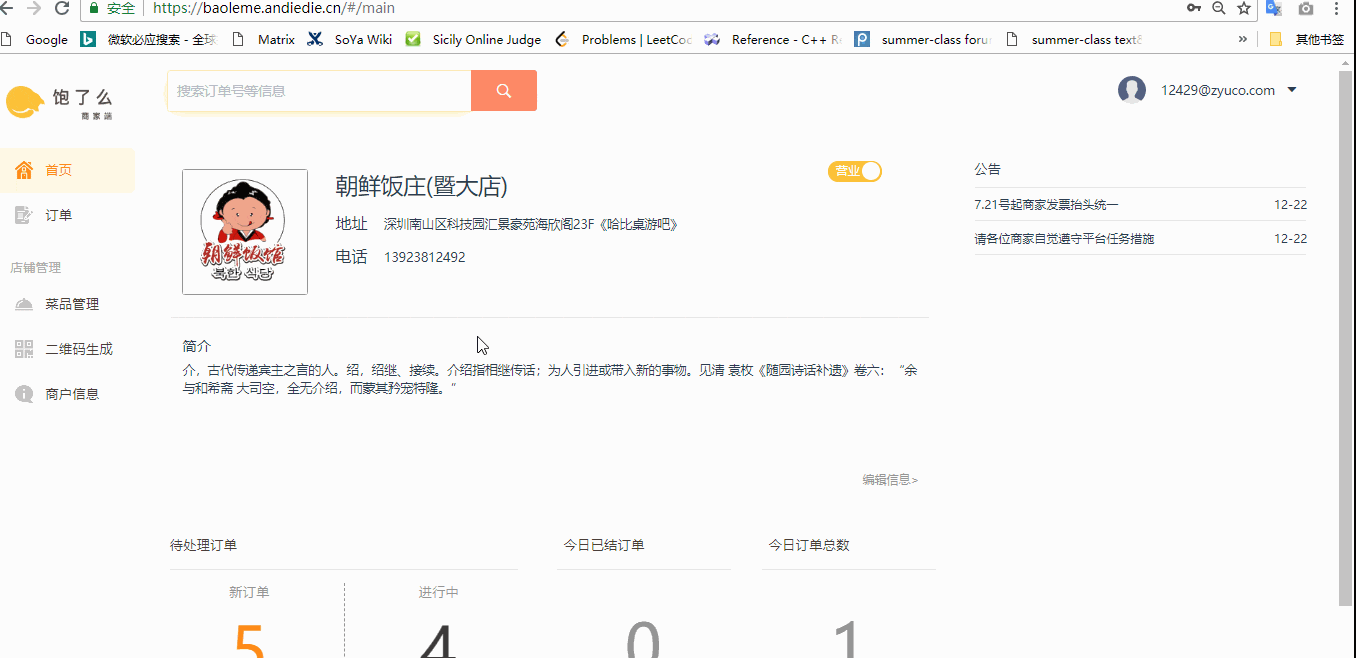 安全 https://baoleme.andiedie.cn/#/main
Google 微软必应搜索 - 全球 Matrix SoYa Wiki Sicily Online Judge Problems | LeetCo Reference - C++ R summer-class foru summer-class text& » 其他书签
饱了么
商家端
搜索订单号等信息
12429@zyuco.com
首页
订单
店铺管理
菜品管理
二维码生成
商户信息
朝鲜饭馆
북한 식당
朝鲜饭庄(暨大店)
营业
地址 深圳南山区科技园汇景豪苑海欣阁23F《哈比桌游吧》
电话 13923812492
公告
7.21号起商家发票抬头统一 12-22
请各位商家自觉遵守平台任务措施 12-22
简介
介，古代传递宾主之言的人。绍，绍继、接续。介绍指相继传话；为人引进或带入新的事物。见清 袁枚《随园诗话补遗》卷六：“余
与和希斋 大司空，全无介绍，而蒙其矜宠特隆。”
编辑信息>
待处理订单 今日已结订单 今日订单总数
新订单 进行中
5 4 0 1